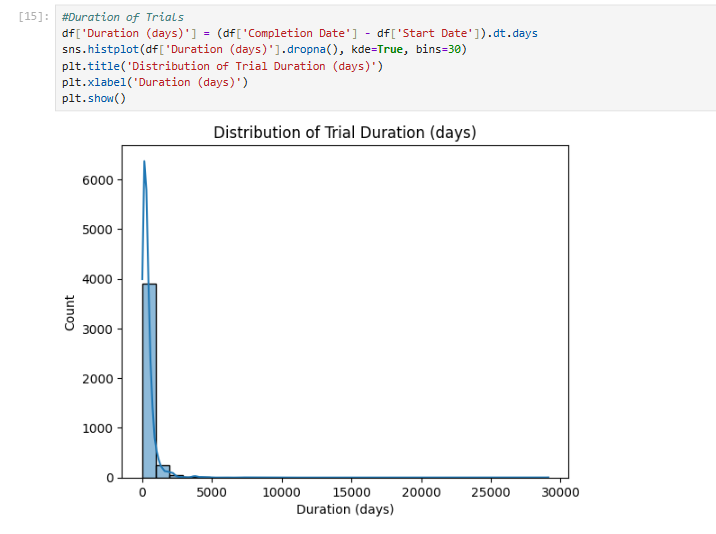 [15]: #Duration of Trials
df['Duration (days)'] = (df['Completion Date'] - df['Start Date']).dt.days
sns.histplot(df['Duration (days)'].dropna(), kde=True, bins=30)
plt.title('Distribution of Trial Duration (days)')
plt.xlabel('Duration (days)')
plt.show()
Distribution of Trial Duration (days)
6000
5000
4000
3000
2000
1000
0
Count
0 5000 10000 15000 20000 25000 30000
Duration (days)